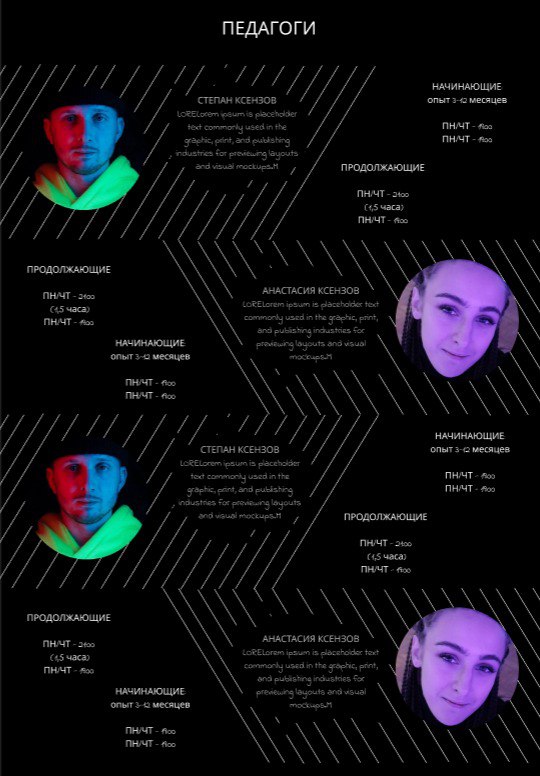 ПЕДАГОГИ
СТЕПАН КСЕНЗОВ
LoRELorem ipsum is placeholder
text commonly used in the
graphic, print, and publishing
industries for previewing layouts
and visual mockups.М
НАЧИНАЮЩИЕ
опыт 3-12 месяцев
ПН/ЧТ - 1900
ПН/ЧТ - 1900
ПРОДОЛЖАЮЩИЕ
ПН/ЧТ - 2100
(1,5 часа)
ПН/ЧТ - 1900
ПРОДОЛЖАЮЩИЕ
ПН/ЧТ - 2100
(1,5 часа)
ПН/ЧТ - 1900
НАЧИНАЮЩИЕ
опыт 3-12 месяцев
ПН/ЧТ - 1900
ПН/ЧТ - 1900
АНАСТАСИЯ КСЕНЗОВ
LoRELorem ipsum is placeholder text
commonly used in the graphic, print,
and publishing industries for
previewing layouts and visual
mockups.М
СТЕПАН КСЕНЗОВ
LoRELorem ipsum is placeholder
text commonly used in the
graphic, print, and publishing
industries for previewing layouts
and visual mockups.М
НАЧИНАЮЩИЕ
опыт 3-12 месяцев
ПН/ЧТ - 1900
ПН/ЧТ - 1900
ПРОДОЛЖАЮЩИЕ
ПН/ЧТ - 2100
(1,5 часа)
ПН/ЧТ - 1900
ПРОДОЛЖАЮЩИЕ
ПН/ЧТ - 2100
(1,5 часа)
ПН/ЧТ - 1900
НАЧИНАЮЩИЕ
опыт 3-12 месяцев
ПН/ЧТ - 1900
ПН/ЧТ - 1900
АНАСТАСИЯ КСЕНЗОВ
LoRELorem ipsum is placeholder text
commonly used in the graphic, print,
and publishing industries for
previewing layouts and visual
mockups.М